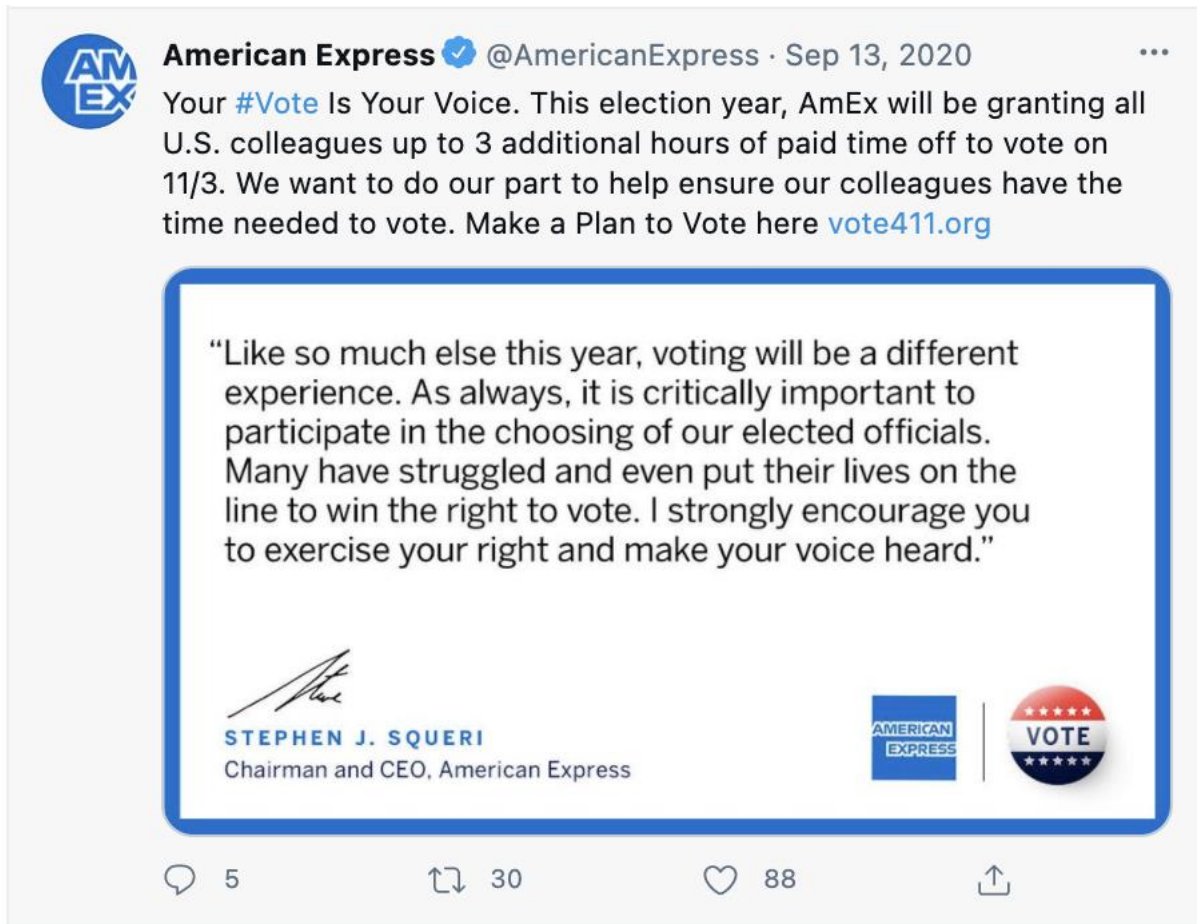 AM
EX
American Express @AmericanExpress · Sep 13, 2020
Your #Vote Is Your Voice. This election year, AmEx will be granting all
U.S. colleagues up to 3 additional hours of paid time off to vote on
11/3. We want to do our part to help ensure our colleagues have the
time needed to vote. Make a Plan to Vote here vote411.org
“Like so much else this year, voting will be a different
experience. As always, it is critically important to
participate in the choosing of our elected officials.
Many have struggled and even put their lives on the
line to win the right to vote. I strongly encourage you
to exercise your right and make your voice heard.”
Steve
STEPHEN J. SQUERI
Chairman and CEO, American Express
AMERICAN
EXPRESS
VOTE
5 30 88